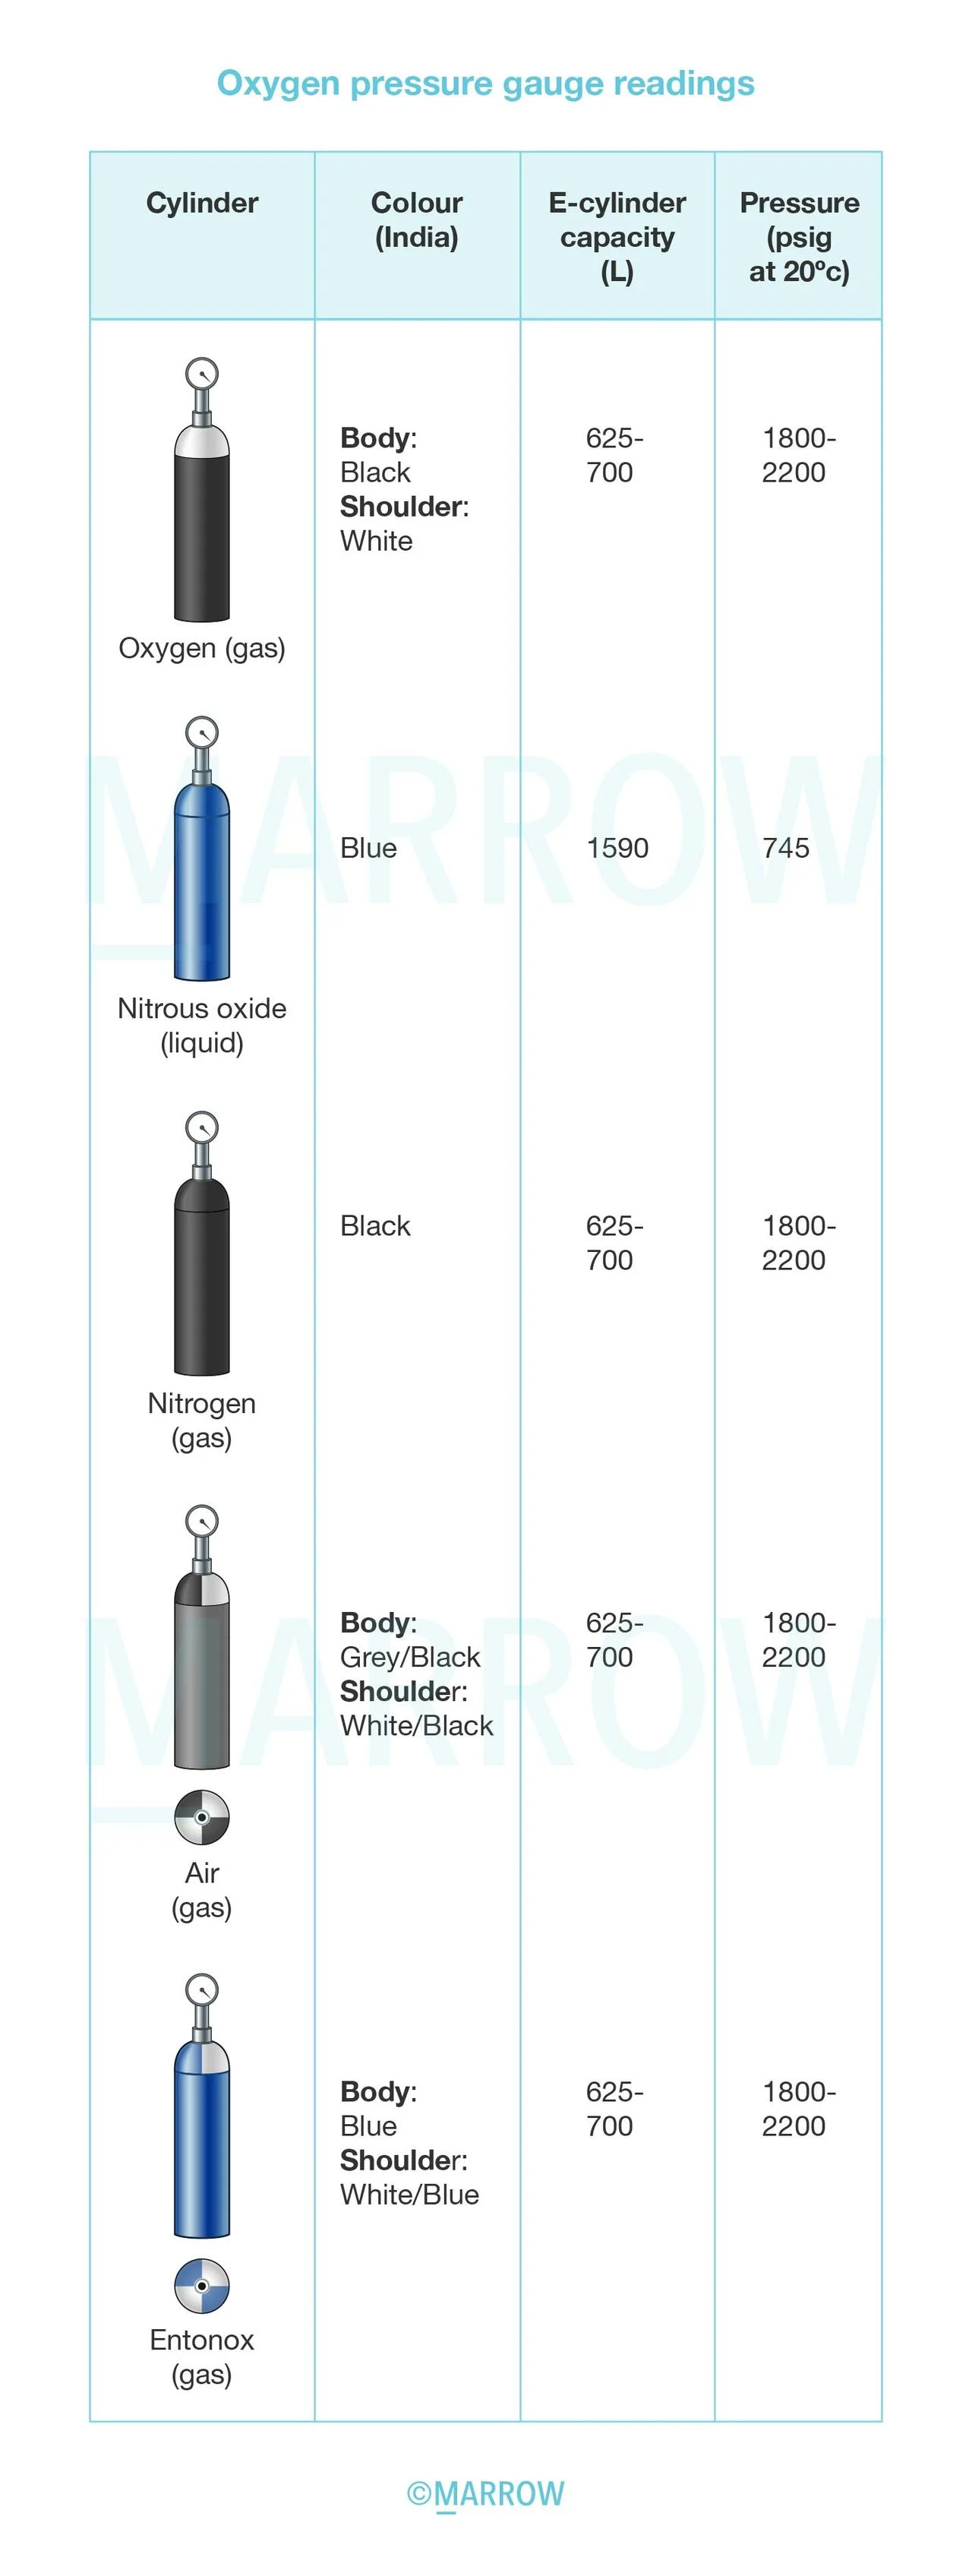 Oxygen pressure gauge readings
Cylinder
Colour
(India)
E-cylinder
capacity
(L)
Pressure
(psig
at 20ºc)
Oxygen (gas)
Body:
Black
Shoulder:
White
625-
700
1800-
2200
Nitrous oxide
(liquid)
Blue
1590
745
Nitrogen
(gas)
Black
625-
700
1800-
2200
Air
(gas)
Body:
Grey/Black
Shoulder:
White/Black
625-
700
1800-
2200
Entonox
(gas)
Body:
Blue
Shoulder:
White/Blue
625-
700
1800-
2200
MARROW
MARROW
©MARROW